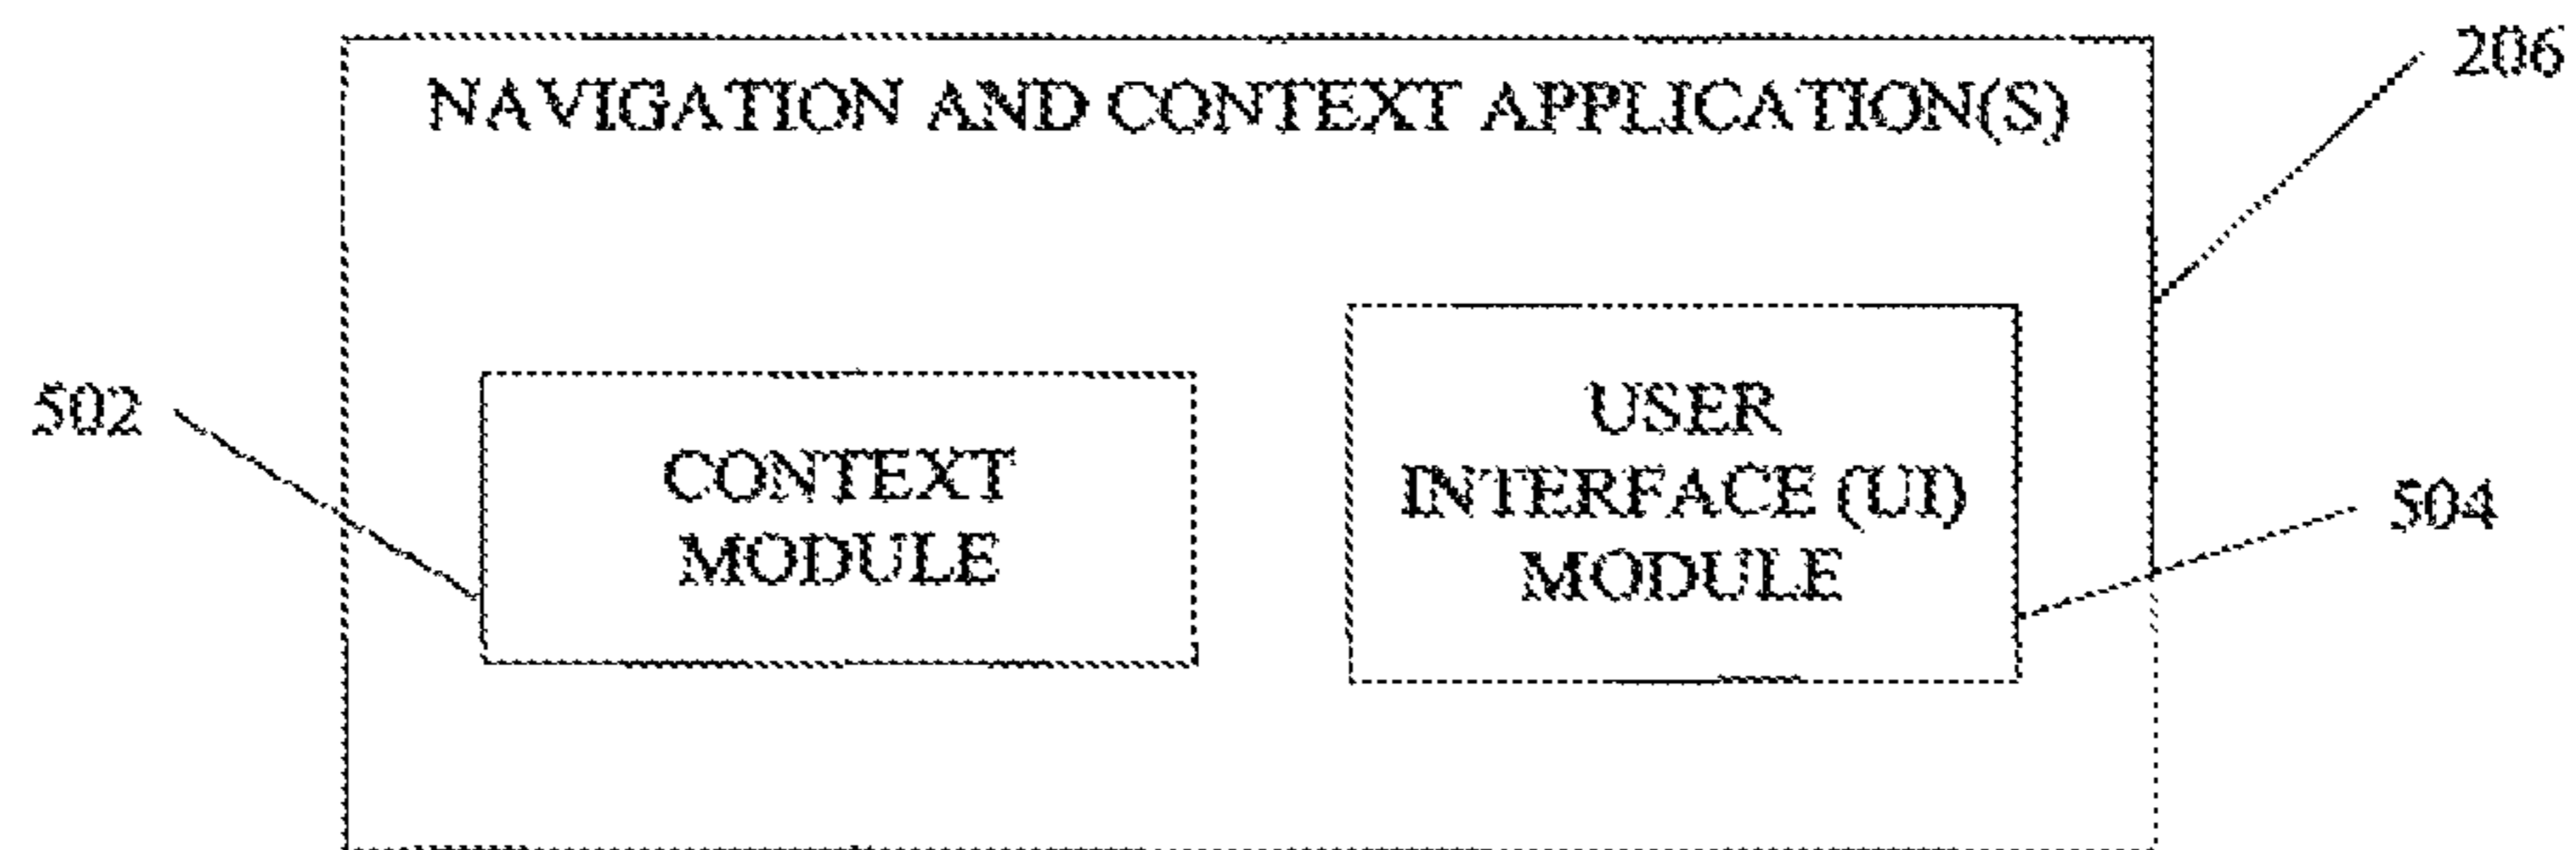 206
NAVIGATION AND CONTEXT APPLICATION(S)
502
CONTEXT
MODULE
USER
INTERFACE (UI)
MODULE
504